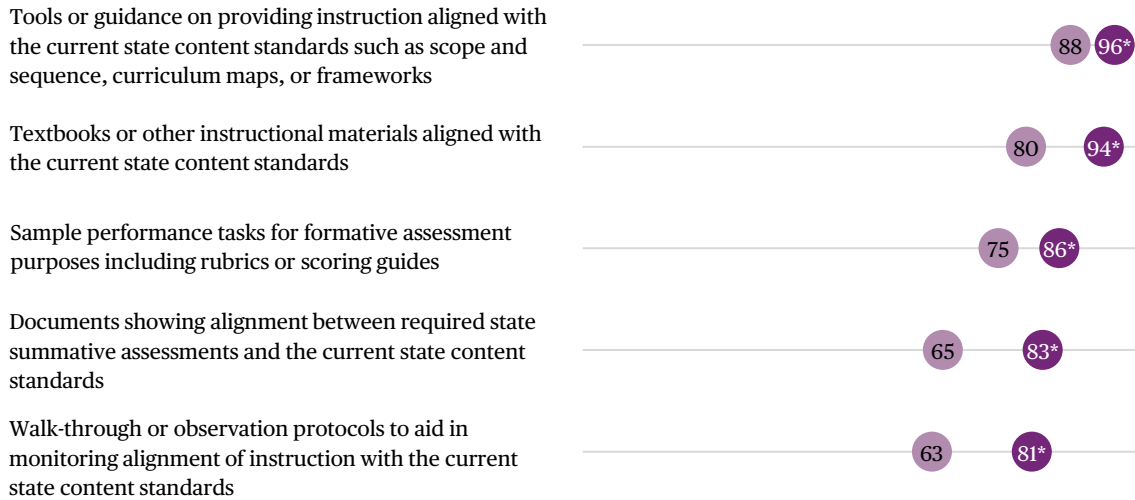 Tools or guidance on providing instruction aligned with
the current state content standards such as scope and
sequence, curriculum maps, or frameworks
88 96*
Textbooks or other instructional materials aligned with
the current state content standards
80 94*
Sample performance tasks for formative assessment
purposes including rubrics or scoring guides
75 86*
Documents showing alignment between required state
summative assessments and the current state content
standards
65 83*
Walk-through or observation protocols to aid in
monitoring alignment of instruction with the current
state content standards
63 81*